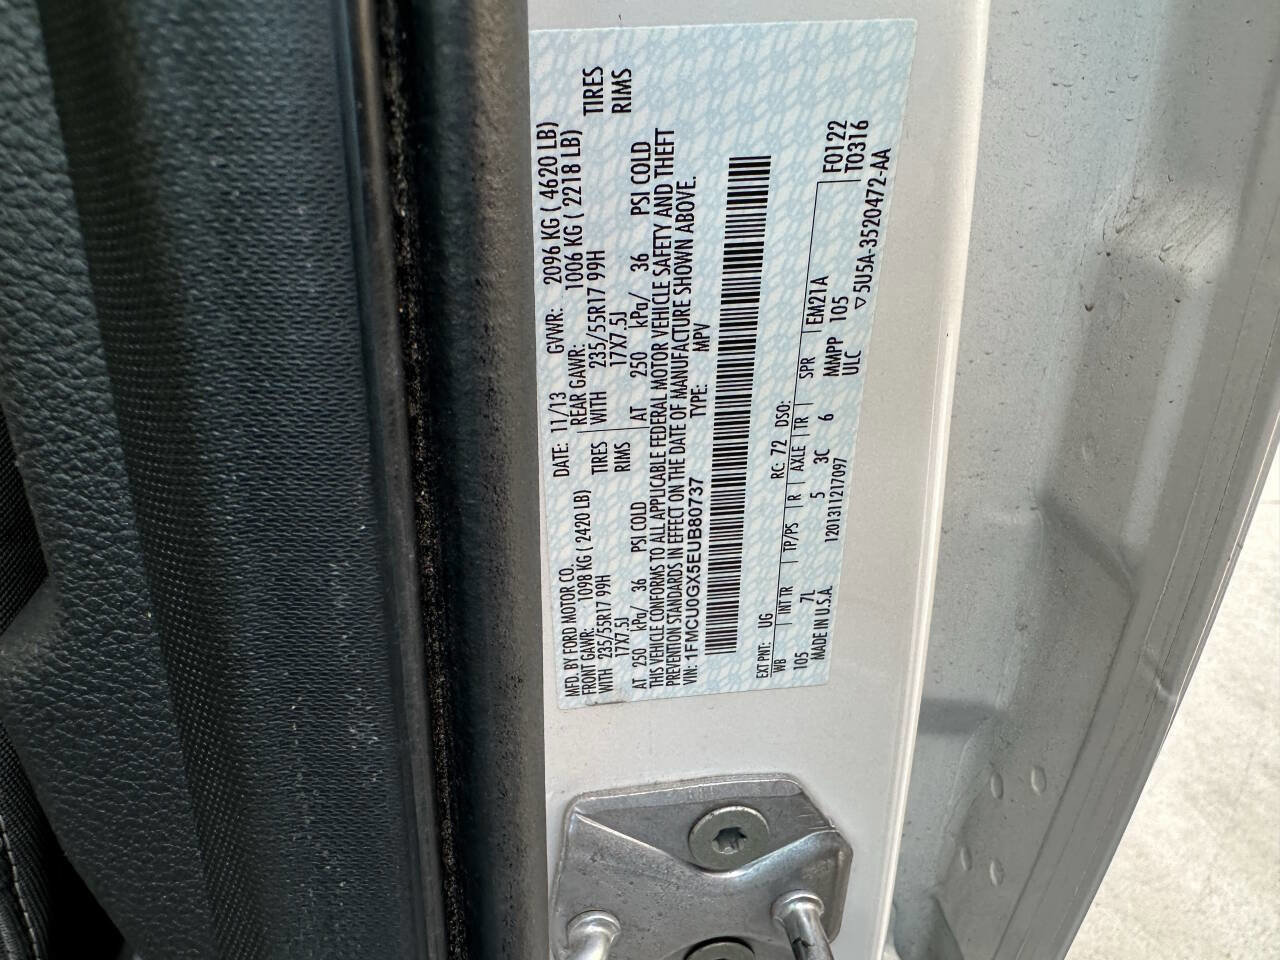 MFD. BY FORD MOTOR CO.
DATE: 11/13 GVWR: 2096 KG ( 4620 LB)
FRONT GAWR: 1098 KG ( 2420 LB) REAR GAWR: 1006 KG ( 2218 LB)
WITH 235/55R17 99H TIRES WITH 235/55R17 99H TIRES
17X7.5J RIMS 17X7.5J RIMS
AT 250 kPa/ 36 PSI COLD AT 250 kPa/ 36 PSI COLD
THIS VEHICLE CONFORMS TO ALL APPLICABLE FEDERAL MOTOR VEHICLE SAFETY AND THEFT
PREVENTION STANDARDS IN EFFECT ON THE DATE OF MANUFACTURE SHOWN ABOVE.
VIN: 1FMCU0GX5EUB80737 TYPE: MPV
EXT PNT: UG RC: 72 DSO:
WB INT TR TP/PS R AXLE TR SPR EM21A F0122
105 7L 5 3C 6 MMPP 105 T0316
MADE IN U.S.A. 1201311217097 ULC ▽5U5A-3520472-AA